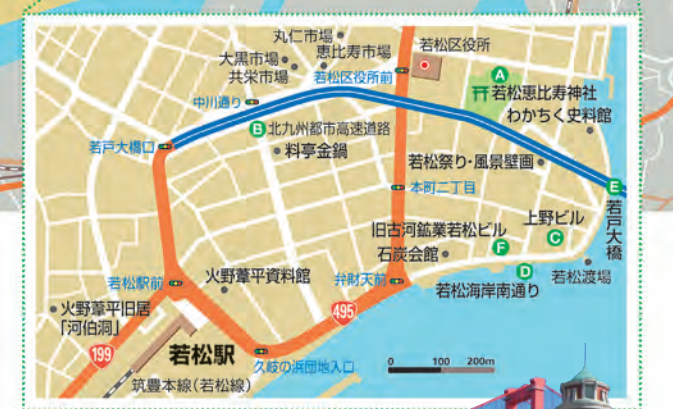 丸仁市場
大黒市場
恵比寿市場
共栄市場
若松区役所
若松区役所前
A
若松恵比寿神社
わかちく史料館
中川通り
B
北九州都市高速道路
料亭金鍋
若戸大橋口
若松祭り・風景壁画
本町二丁目
E
若戸大橋
旧古河鉱業若松ビル
上野ビル
石炭会館
F
C
D
若松渡場
若松海岸南通り
弁財天前
若松駅前
火野葦平資料館
火野葦平旧居
「河伯洞」
495
199
若松駅
久岐の浜団地入口
筑豊本線(若松線)
0 100 200m